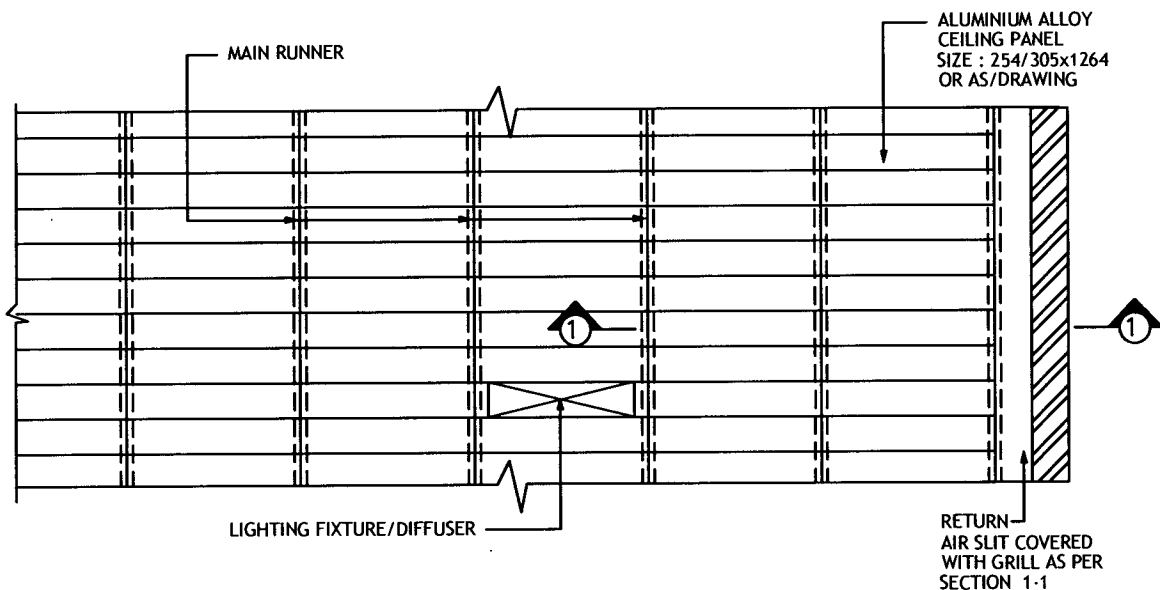 MAIN RUNNER
ALUMINIUM ALLOY
CEILING PANEL
SIZE : 254/305x1264
OR AS/DRAWING
1
1
LIGHTING FIXTURE/DIFFUSER
RETURN
AIR SLIT COVERED
WITH GRILL AS PER
SECTION 1-1